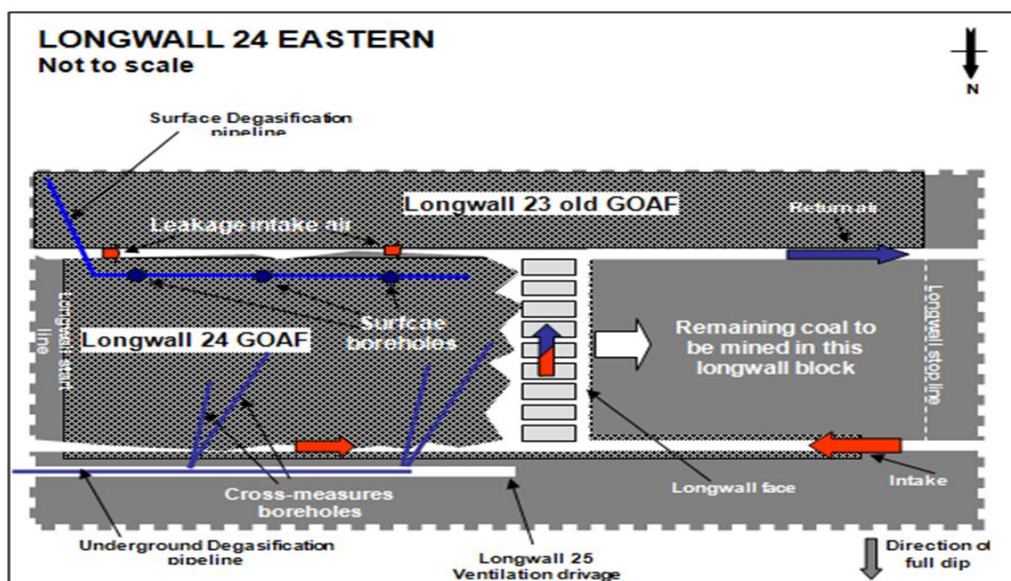 LONGWALL 24 EASTERN
Not to scale
N
Surface Degasification
pipeline
Longwall 23 old GOAF
Leakage intake air
Return air
Longwall start
line
Longwall 24 GOAF
Surfcae
boreholes
Remaining coal to
be mined in this
longwall block
Longwall stop line
Cross-measures
boreholes
Longwall face
Intake
Underground Degasification
pipeline
Longwall 25
Ventilation drivage
Direction of
full dip